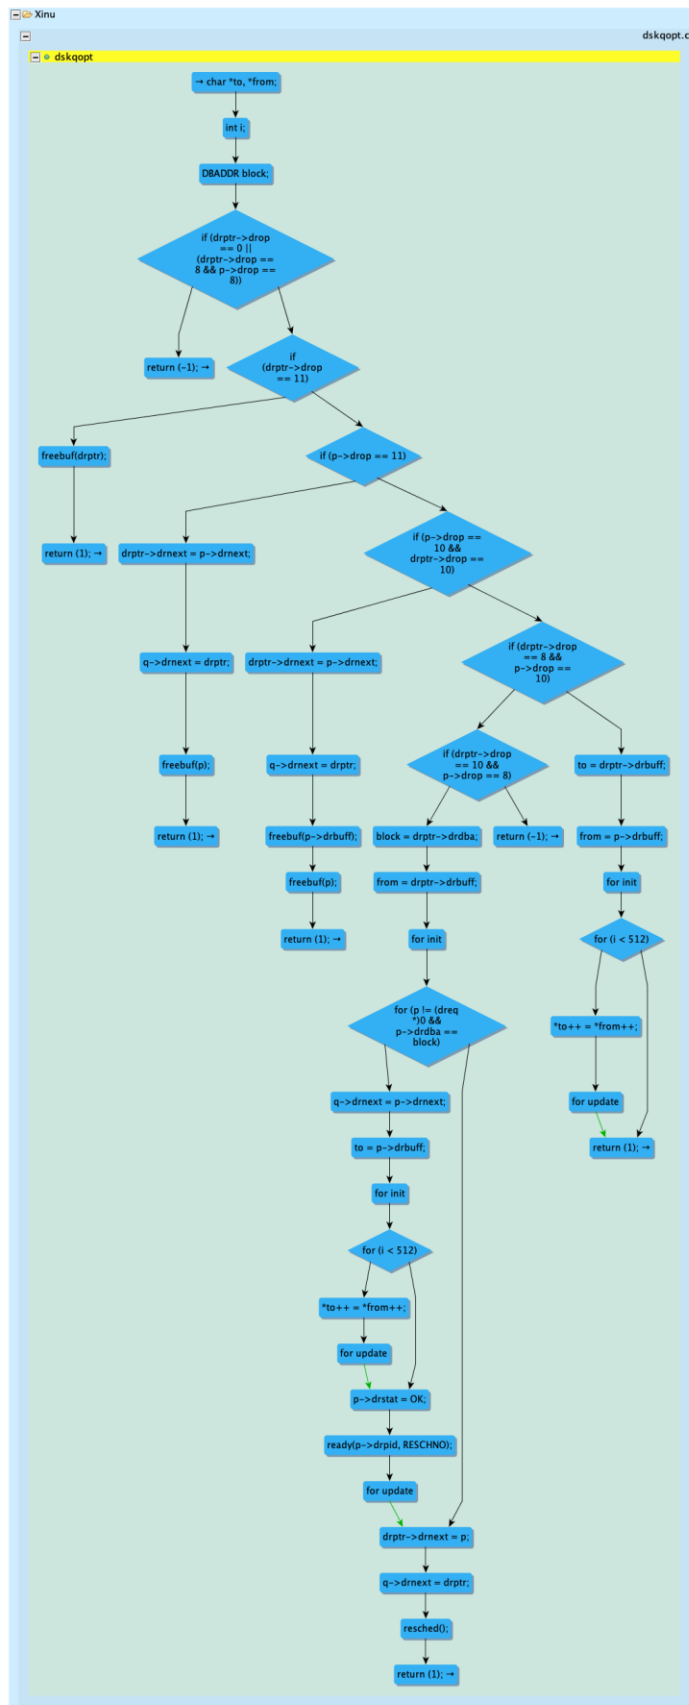 Xinu
dskqopt.c
dskqopt
→ char *to, *from;
int i;
DBADDR block;
if (drptr->drop
== 0 ||
(drptr->drop ==
8 && p->drop ==
8))
return (-1); →
if
(drptr->drop
== 11)
freebuf(drptr);
if (p->drop == 11)
return (1); →
drptr->drnext = p->drnext;
if (p->drop ==
10 &&
drptr->drop ==
10)
q->drnext = drptr;
drptr->drnext = p->drnext;
if (drptr->drop
== 8 &&
p->drop ==
10)
freebuf(p);
q->drnext = drptr;
if (drptr->drop
== 10 &&
p->drop == 8)
to = drptr->drbuff;
return (1); →
freebuf(p->drbuff);
block = drptr->drdba;
return (-1); →
from = p->drbuff;
freebuf(p);
from = drptr->drbuff;
for init
return (1); →
for init
for (i < 512)
for (p != (dreq
*)0 &&
p->drdba ==
block)
*to++ = *from++;
q->drnext = p->drnext;
for update
to = p->drbuff;
return (1); →
for init
for (i < 512)
*to++ = *from++;
for update
p->drstat = OK;
ready(p->drpid, RESCHNO);
for update
drptr->drnext = p;
q->drnext = drptr;
resched();
return (1); →